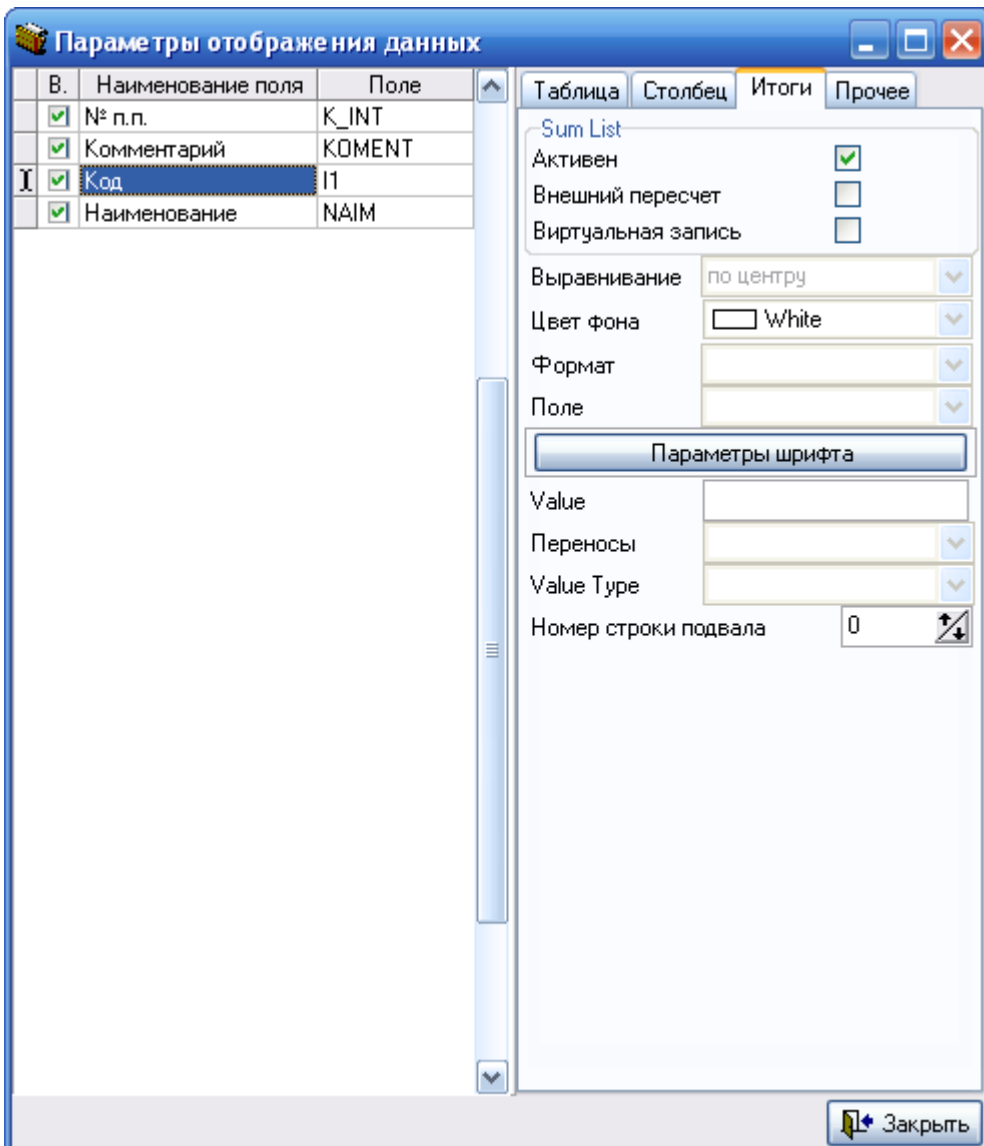 Параметры отображения данных
В. Наименование поля Поле
№ п.п. K_INT
Комментарий KOMENT
Код I1
Наименование NAIM
Таблица Столбец Итоги Прочее
Sum List
Активен
Внешний пересчет
Виртуальная запись
Выравнивание по центру
Цвет фона White
Формат
Поле
Параметры шрифта
Value
Переносы
Value Type
Номер строки подвала 0
Закрыть